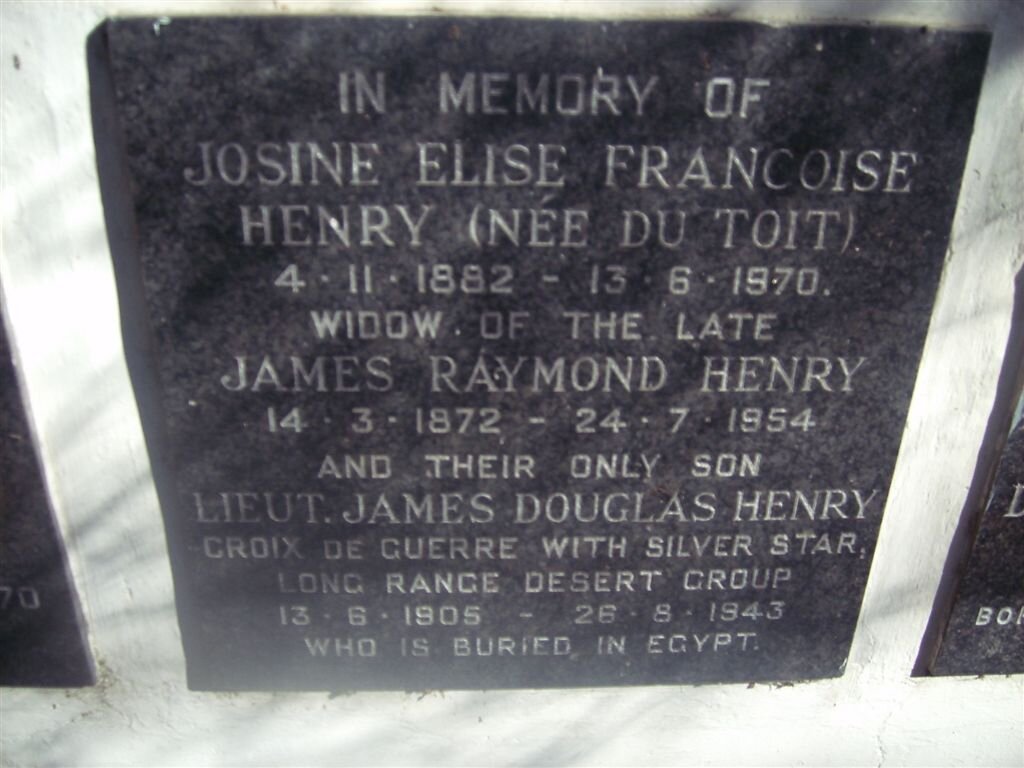 IN MEMORY OF
JOSINE ELISE FRANCOISE
HENRY (NÉE DU TOIT)
4 · 11 · 1882 - 13 · 6 · 1970.
WIDOW OF THE LATE
JAMES RAYMOND HENRY
14 · 3 · 1872 - 24 · 7 · 1954
AND THEIR ONLY SON
LIEUT. JAMES DOUGLAS HENRY
CROIX DE GUERRE WITH SILVER STAR,
LONG RANGE DESERT GROUP
13 · 6 · 1905 - 26 · 8 · 1943
WHO IS BURIED IN EGYPT.
70